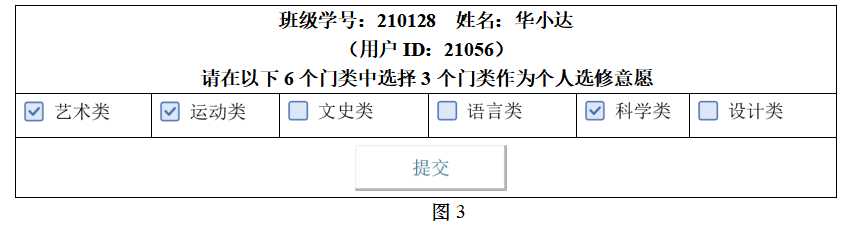 班级学号：210128 姓名：华小达
（用户 ID：21056）
请在以下 6 个门类中选择 3 个门类作为个人选修意愿
艺术类 运动类 文史类 语言类 科学类 设计类
提交
图 3